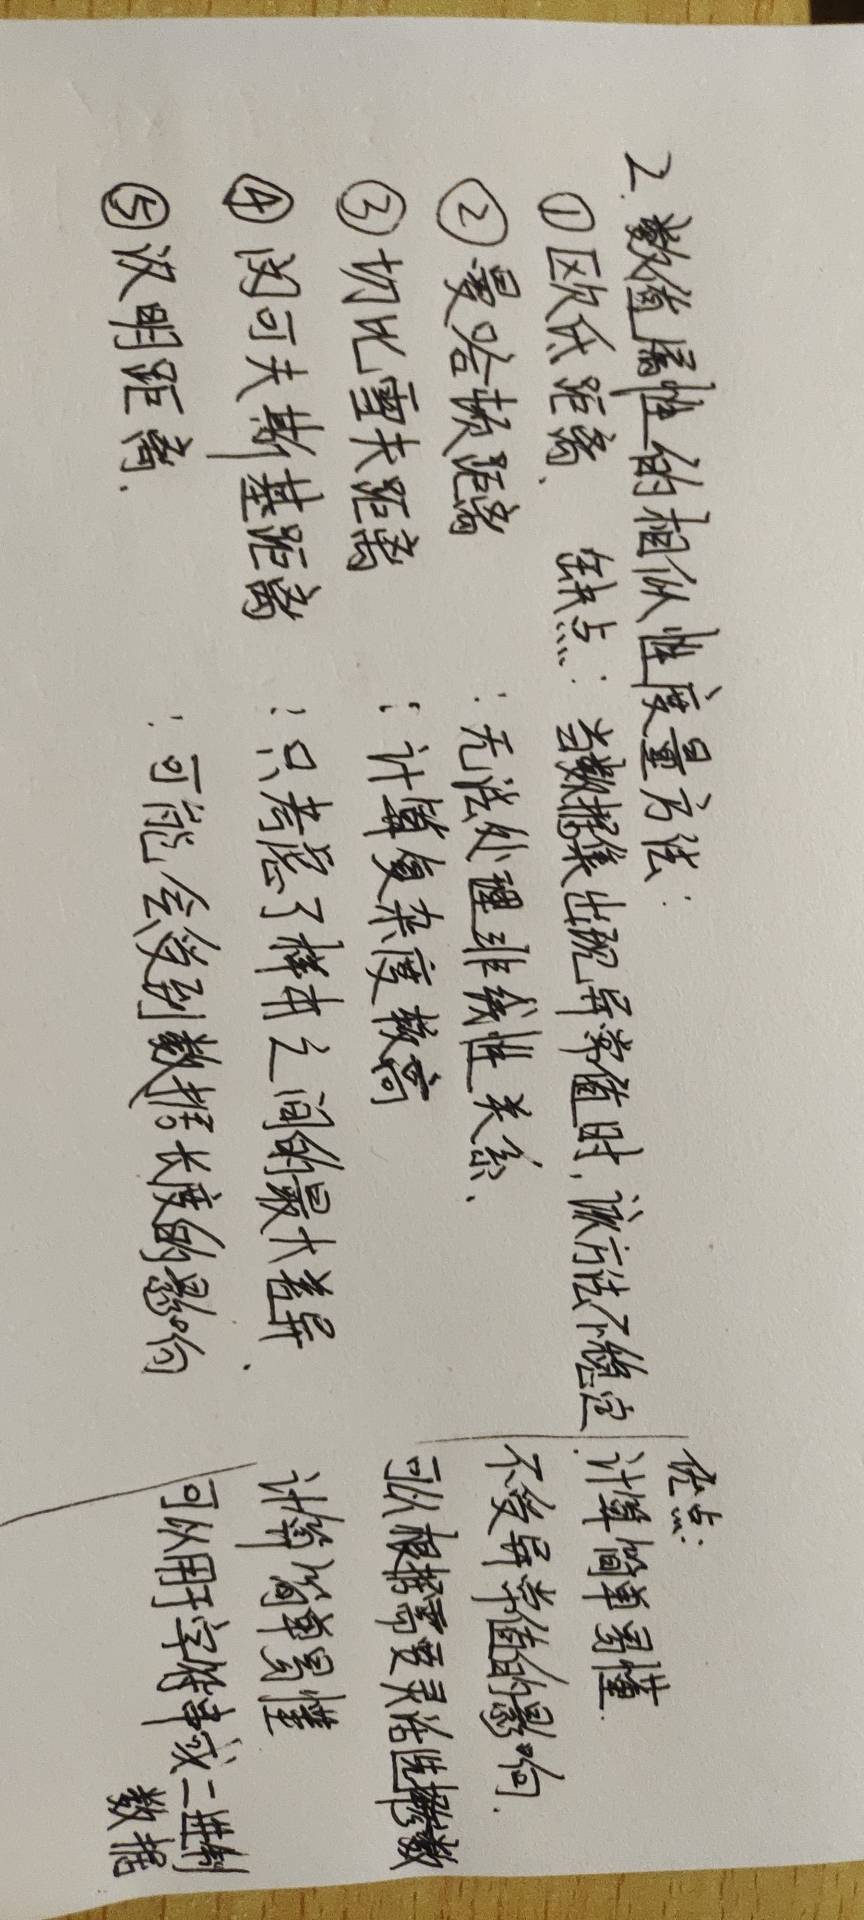 2. 数值属性的相似性度量方法：
优点：
①欧氏距离、 缺点：当数据集出现异常值时，该方法不稳定. 计算简单易懂.
②曼哈顿距离 ：无法处理非线性关系、 不受异常值的影响.
③切比雪夫距离 ：计算复杂度较高 可以根据需要灵活选择参数
④闵可夫斯基距离 ：只考虑了样本之间的最大差异. 计算简单易懂
⑤汉明距离. ：可能会受到数据长度的影响 可以用于字符串或二进制
数据